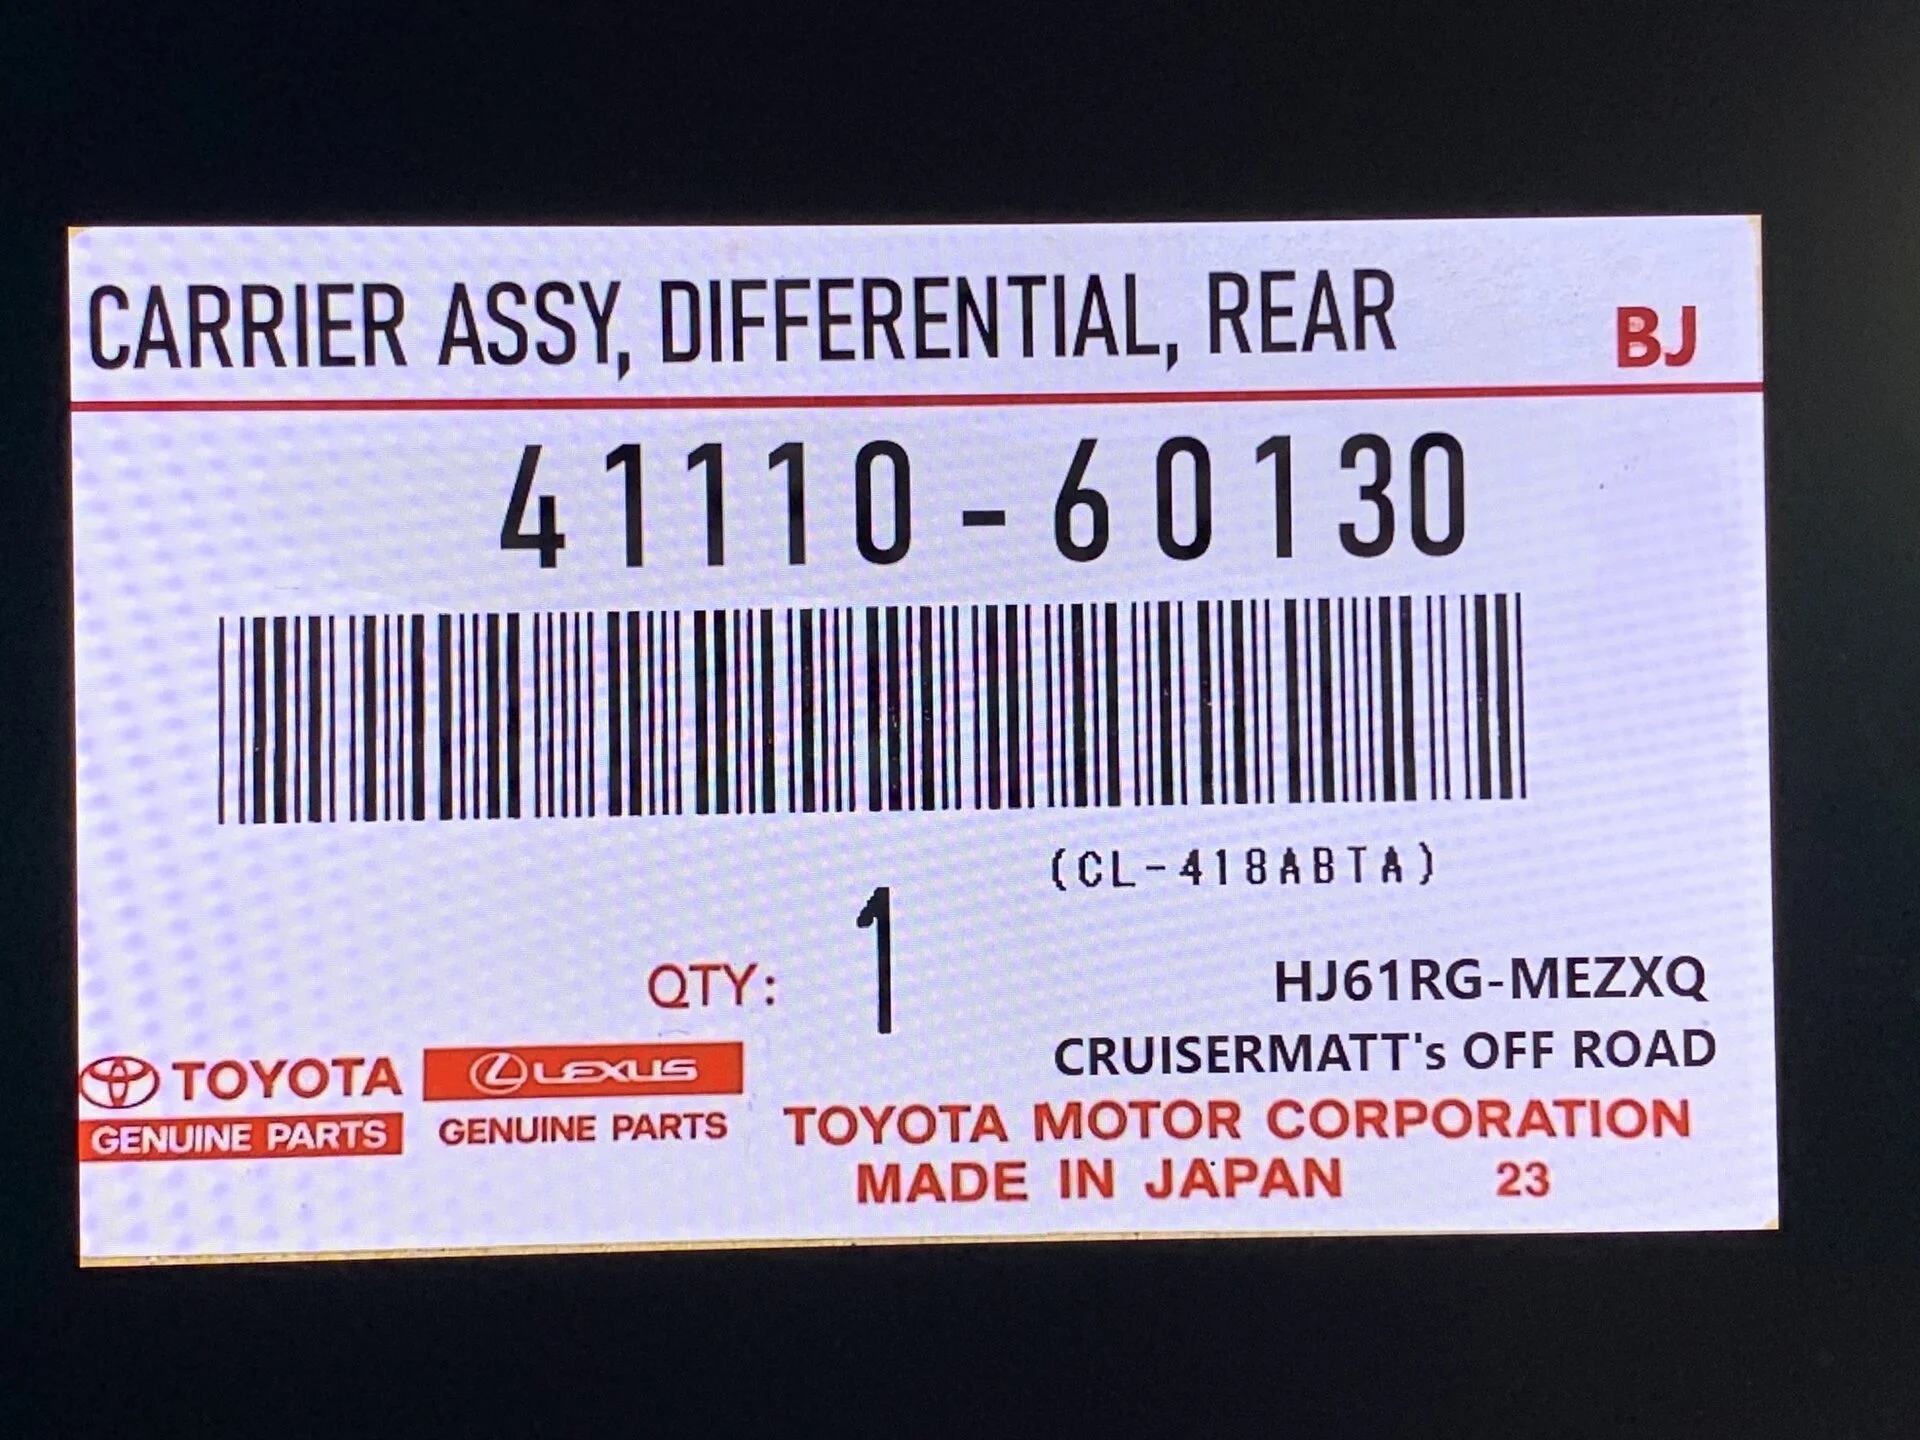 CARRIER ASSY, DIFFERENTIAL, REAR BJ
41110-60130
(CL-418ABTA)
QTY: 1
HJ61RG-MEZXQ
CRUISERMATT's OFF ROAD
TOYOTA LEXUS
GENUINE PARTS GENUINE PARTS
TOYOTA MOTOR CORPORATION
MADE IN JAPAN 23